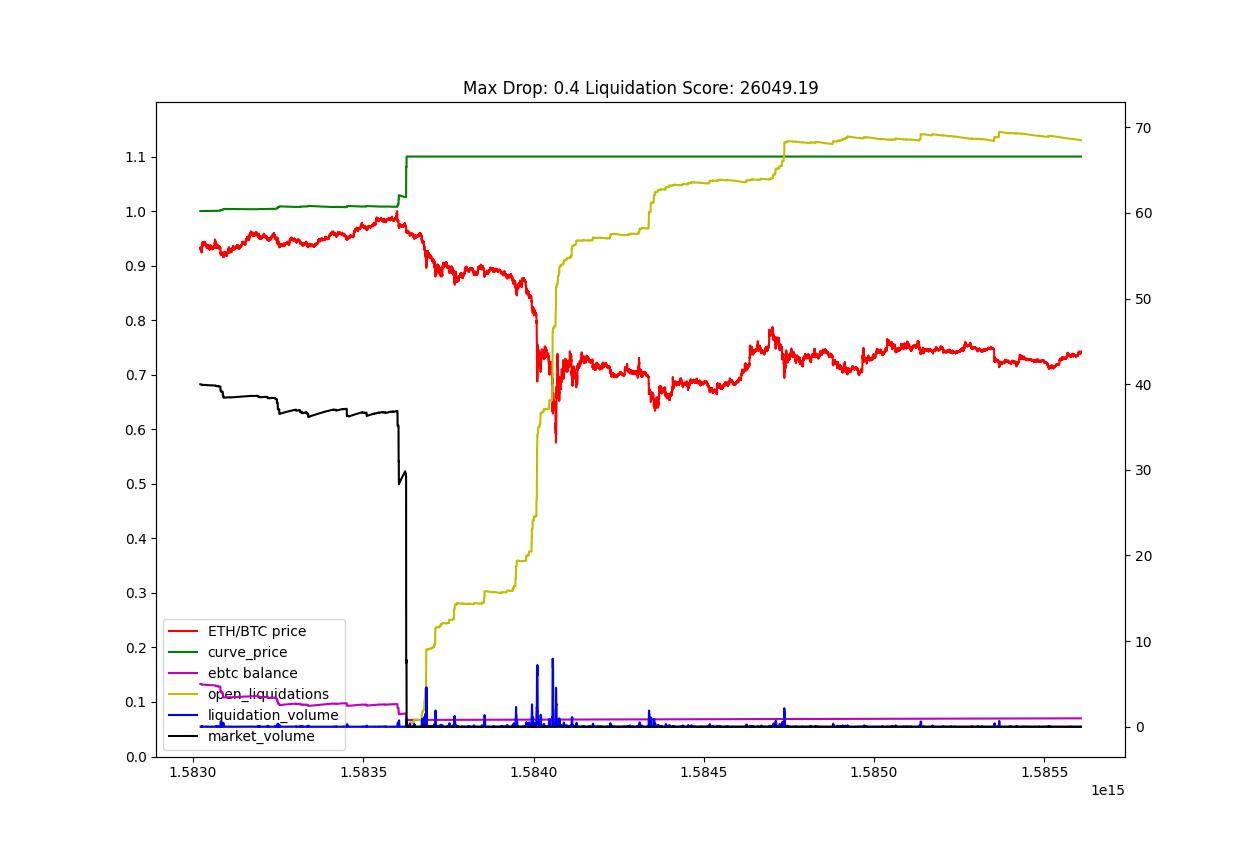 Max Drop: 0.4 Liquidation Score: 26049.19
1.1
1.0
0.9
0.8
0.7
0.6
0.5
0.4
0.3
0.2
0.1
0.0
70
60
50
40
30
20
10
0
ETH/BTC price
curve_price
ebtc balance
open_liquidations
liquidation_volume
market_volume
1.5830 1.5835 1.5840 1.5845 1.5850 1.5855
1e15